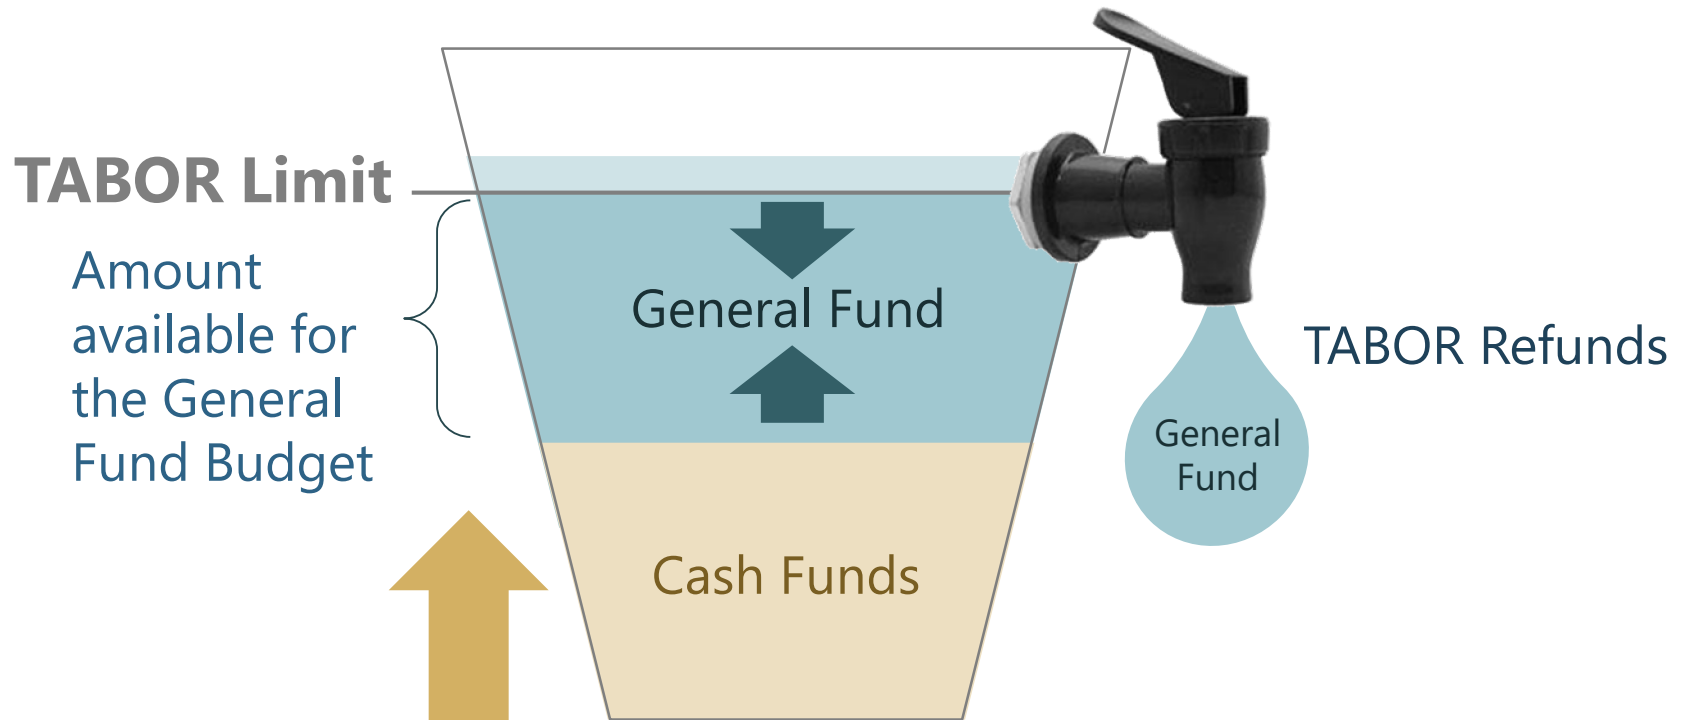 TABOR Limit
Amount
available for
the General
Fund Budget
General Fund
Cash Funds
TABOR Refunds
General
Fund